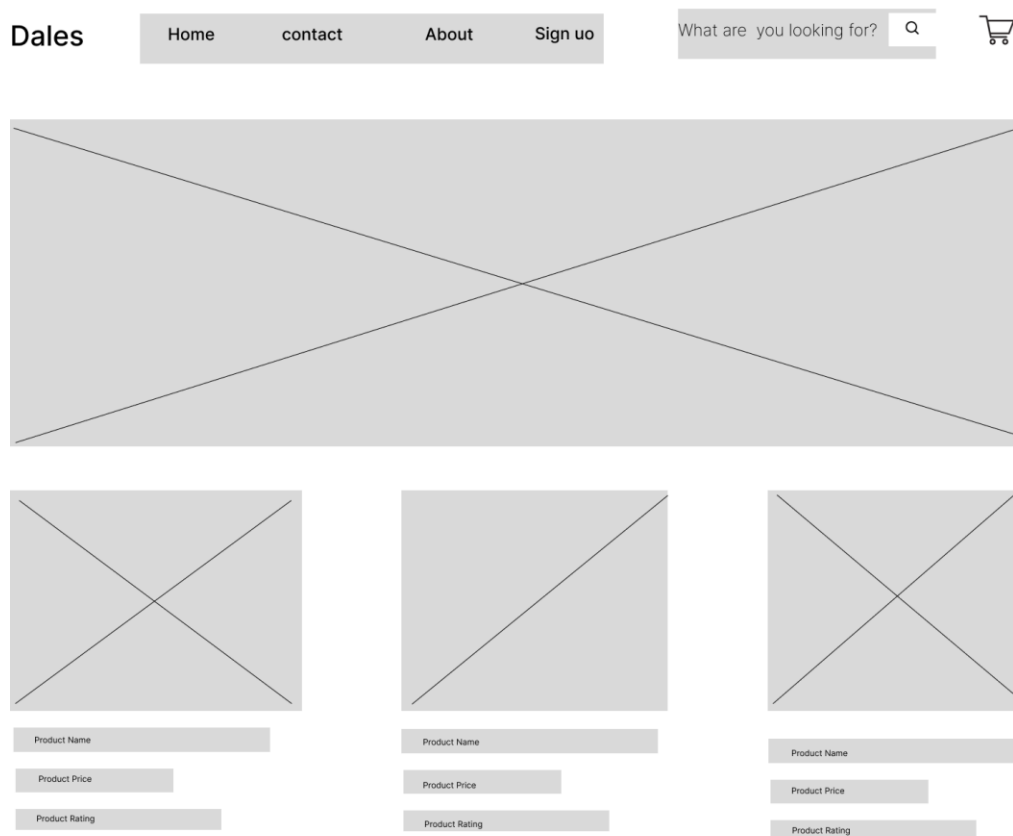 Dales
Home contact About Sign uo
What are you looking for?
Product Name
Product Price
Product Rating
Product Name
Product Price
Product Rating
Product Name
Product Price
Product Rating